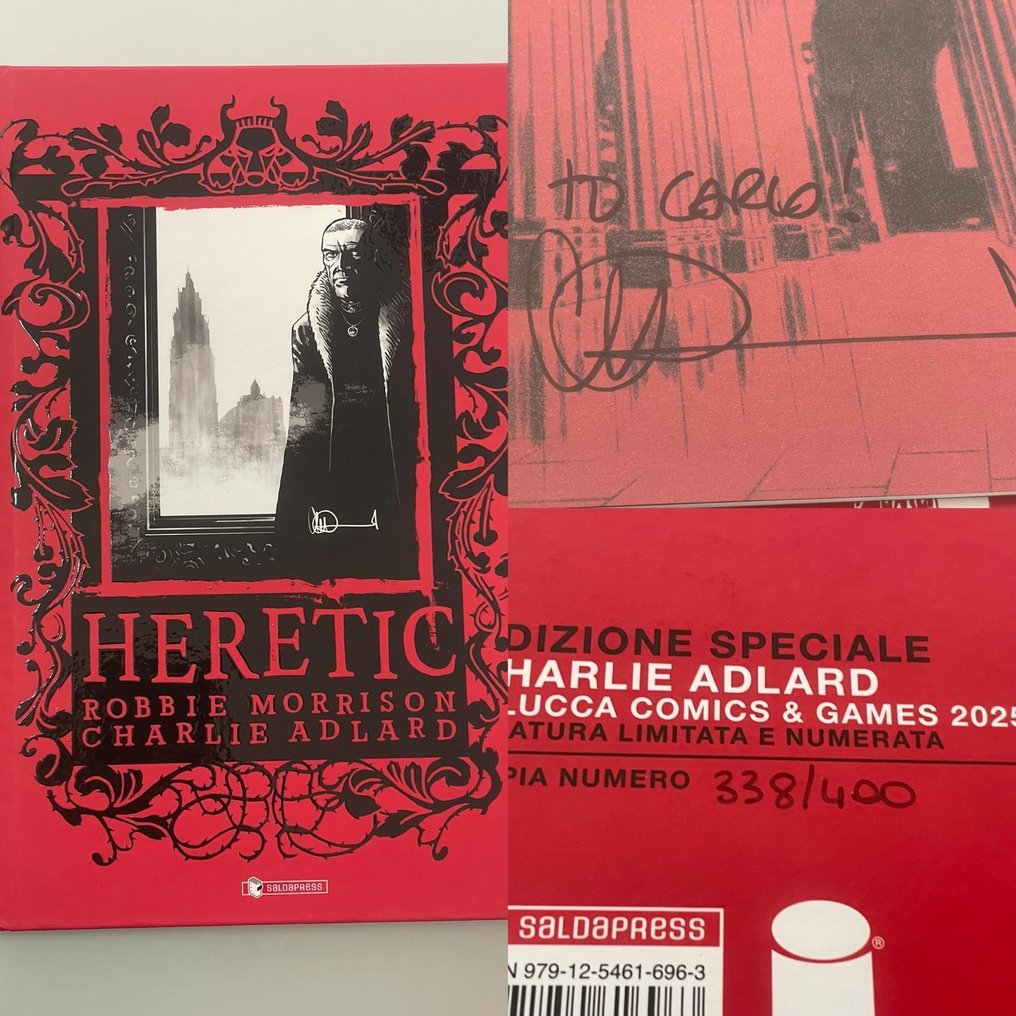 HERETIC
ROBBIE MORRISON
CHARLIE ADLARD
SALDAPRESS
TO CARLO!
DIZIONE SPECIALE
HARLIE ADLARD
LUCCA COMICS & GAMES 2025
ATURA LIMITATA E NUMERATA
PIA NUMERO 338/400
SALDAPRESS
N 979-12-5461-696-3
®